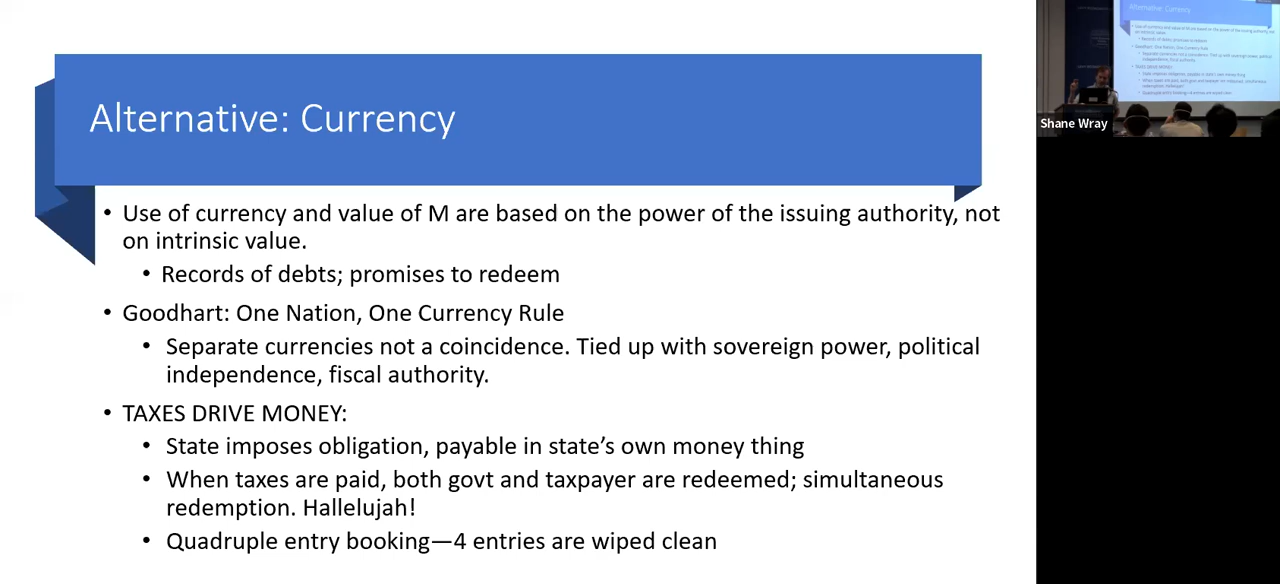 Alternative: Currency
• Use of currency and value of M are based on the power of the issuing authority, not
on intrinsic value.
• Records of debts; promises to redeem
• Goodhart: One Nation, One Currency Rule
• Separate currencies not a coincidence. Tied up with sovereign power, political
independence, fiscal authority.
• TAXES DRIVE MONEY:
• State imposes obligation, payable in state's own money thing
• When taxes are paid, both govt and taxpayer are redeemed; simultaneous
redemption. Hallelujah!
• Quadruple entry booking—4 entries are wiped clean
Alternative: Currency
Shane Wray